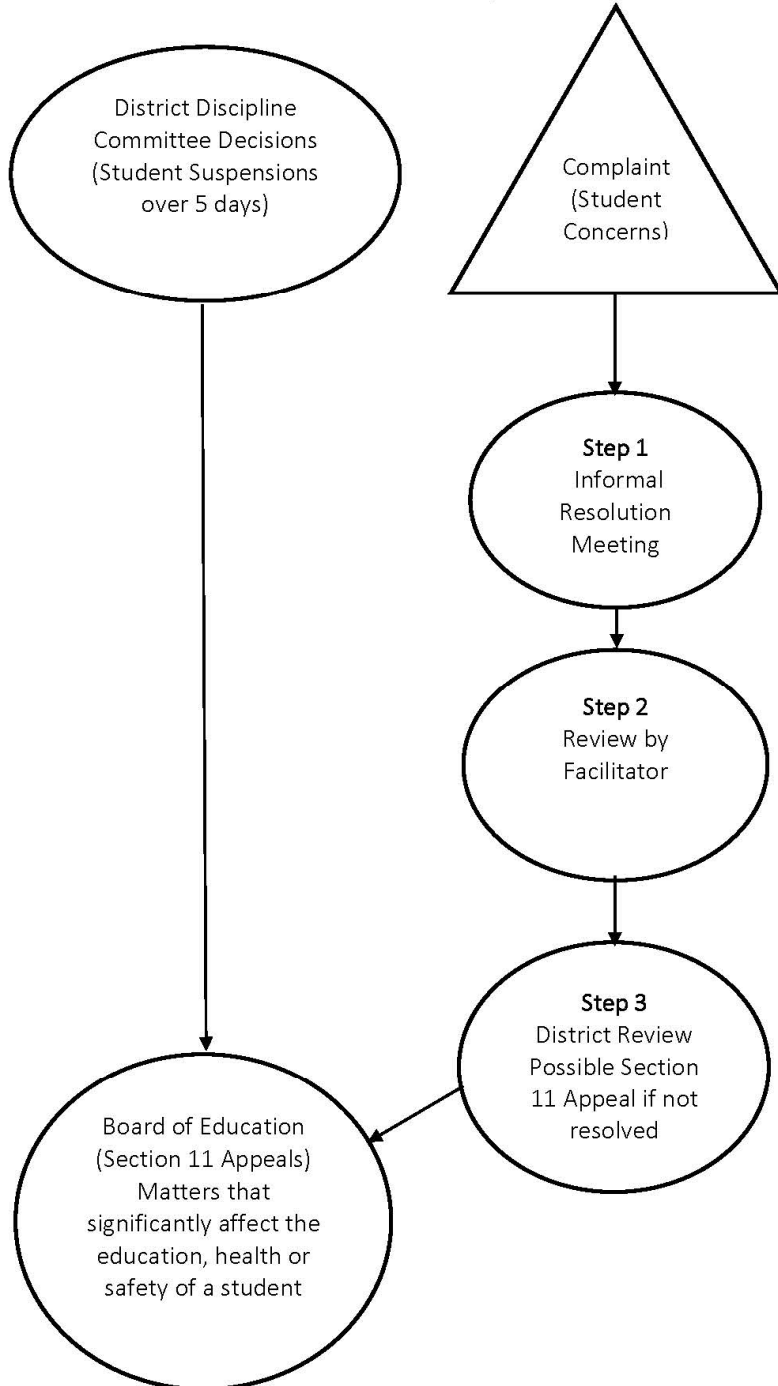 District Discipline
Committee Decisions
(Student Suspensions
over 5 days)
Complaint
(Student
Concerns)
Step 1
Informal
Resolution
Meeting
Step 2
Review by
Facilitator
Step 3
District Review
Possible Section
11 Appeal if not
resolved
Board of Education
(Section 11 Appeals)
Matters that
significantly affect the
education, health or
safety of a student